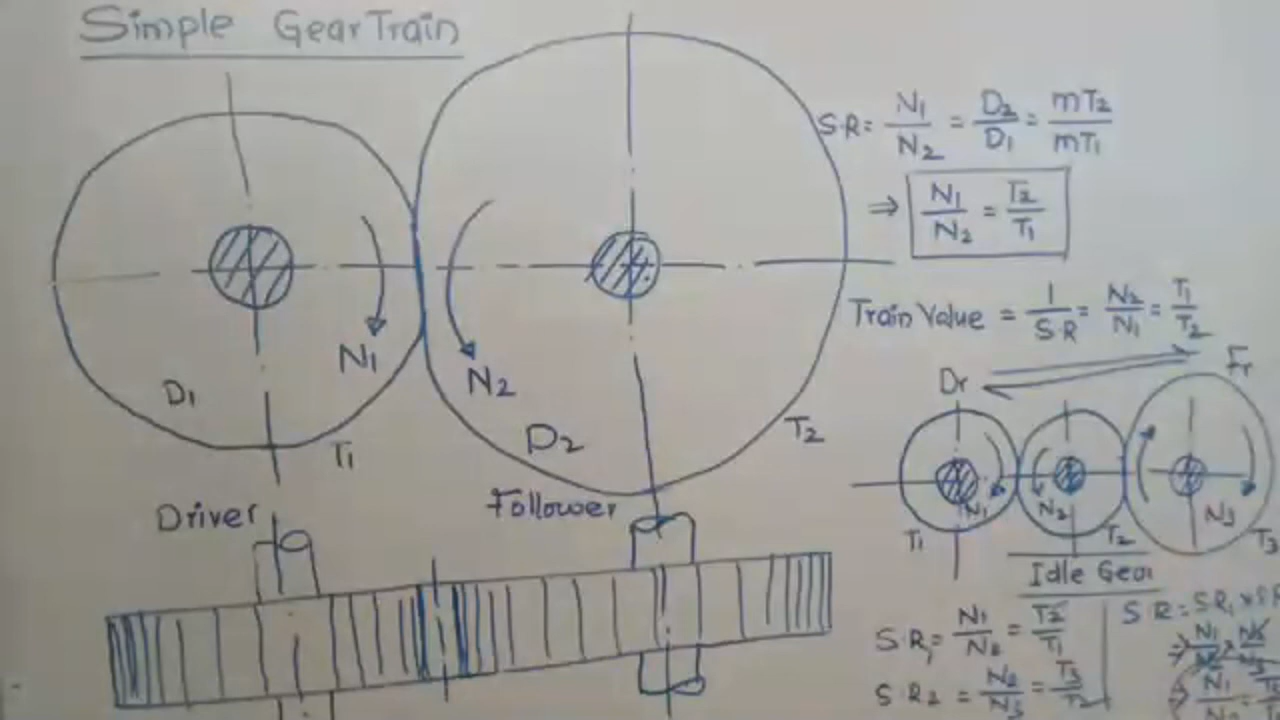 Simple Gear Train
S.R = N1/N2 = D2/D1 = mT2/mT1
⇒ N1/N2 = T2/T1
Train Value = 1/S.R = N2/N1 = T1/T2
N1
N2
D1
D2
T1
T2
Driver
Follower
Dr
Fr
N1
N2
N3
T1
T2
T3
Idle Gear
S.R1 = N1/N2 = T2/T1
S.R2 = N2/N3 = T3/
S.R = S.R1 ×
N1/
N1/